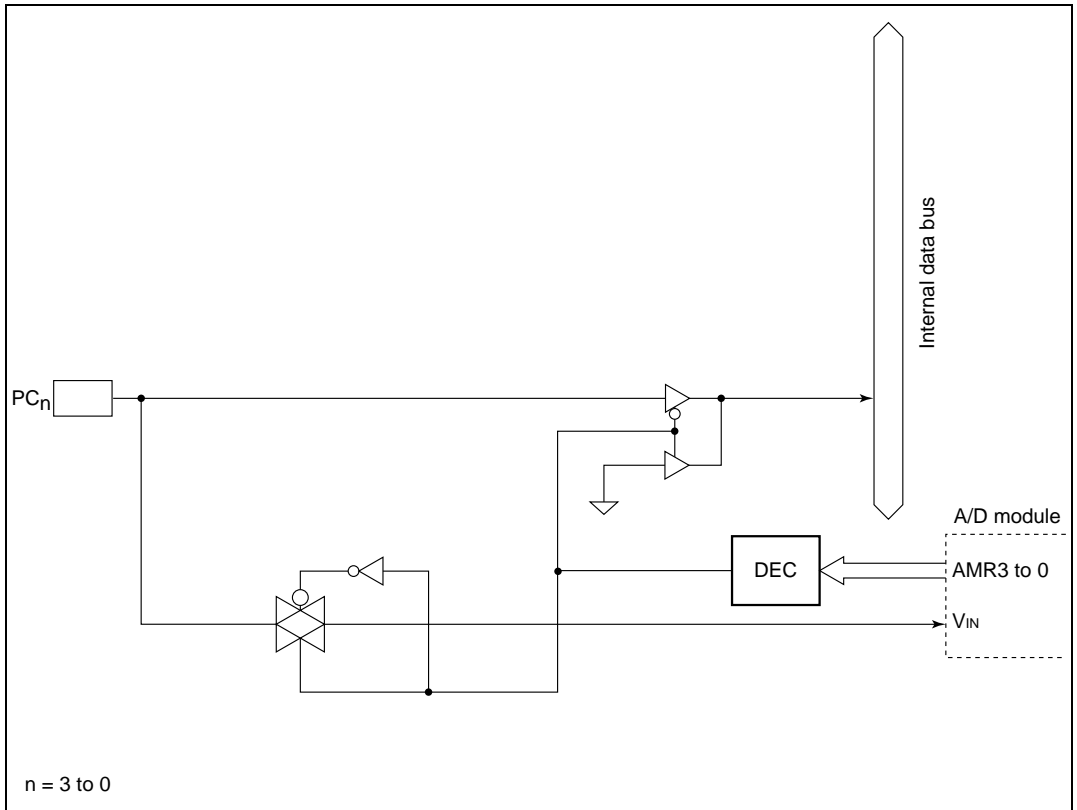 Internal data bus
PCn
A/D module
DEC
AMR3 to 0
VIN
n = 3 to 0